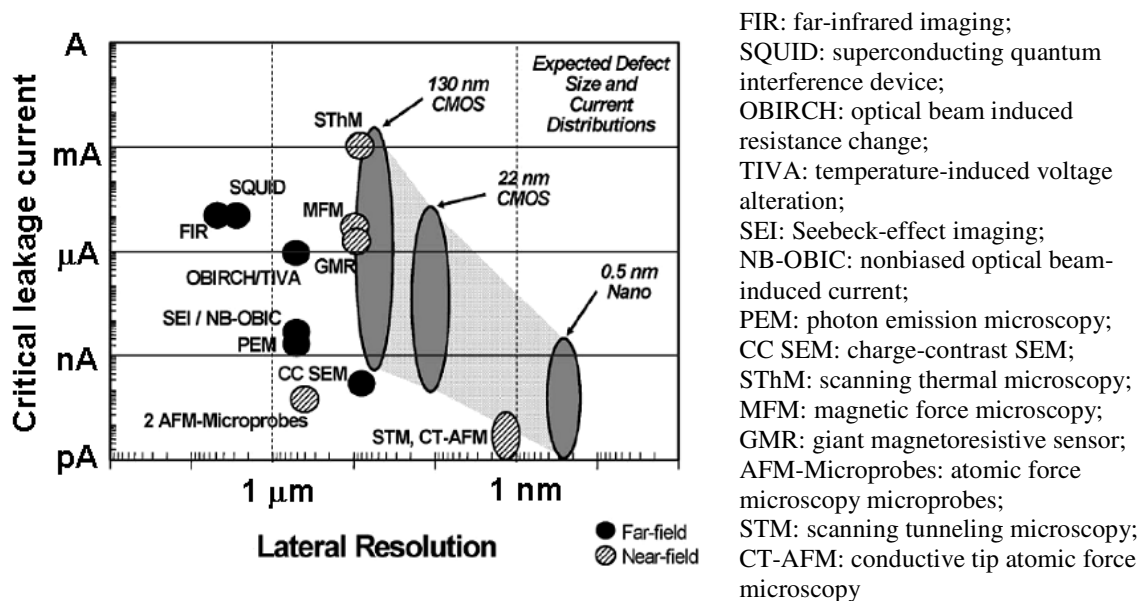 A
mA
μA
nA
pA
Critical leakage current
Expected Defect
Size and
Current
Distributions
130 nm
CMOS
SThM
22 nm
CMOS
SQUID
MFM
FIR
GMR
0.5 nm
Nano
OBIRCH/TIVA
SEI / NB-OBIC
PEM
CC SEM
2 AFM-Microprobes
STM, CT-AFM
1 μm
1 nm
Lateral Resolution
Far-field
Near-field
FIR: far-infrared imaging;
SQUID: superconducting quantum
interference device;
OBIRCH: optical beam induced
resistance change;
TIVA: temperature-induced voltage
alteration;
SEI: Seebeck-effect imaging;
NB-OBIC: nonbiased optical beam-
induced current;
PEM: photon emission microscopy;
CC SEM: charge-contrast SEM;
SThM: scanning thermal microscopy;
MFM: magnetic force microscopy;
GMR: giant magnetoresistive sensor;
AFM-Microprobes: atomic force
microscopy microprobes;
STM: scanning tunneling microscopy;
CT-AFM: conductive tip atomic force
microscopy